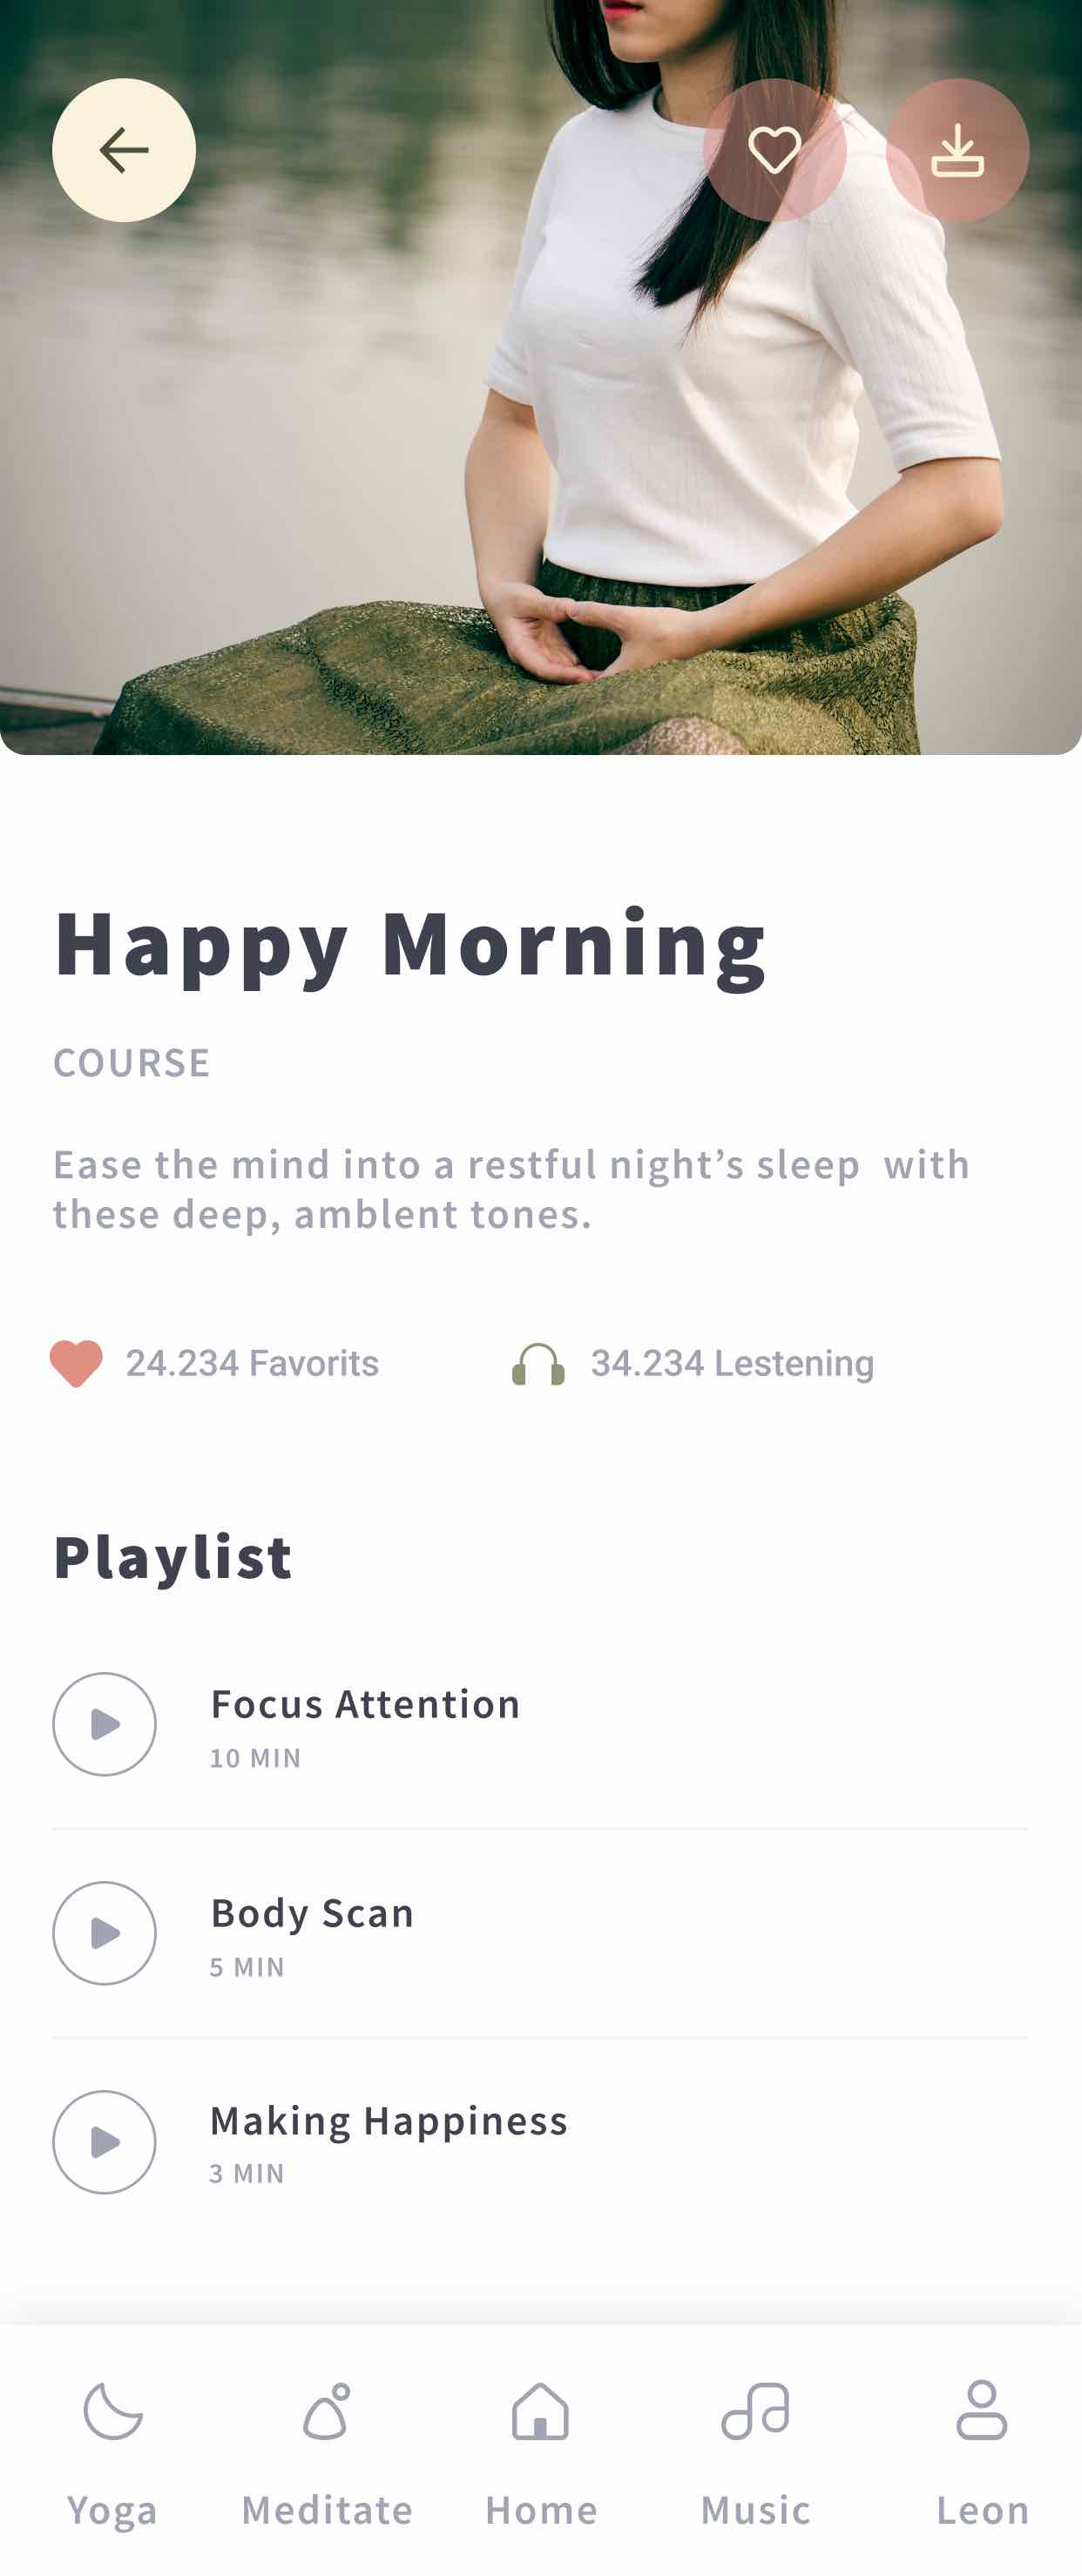 Happy Morning
COURSE
Ease the mind into a restful night’s sleep  with
these deep, amblent tones.
24.234 Favorits
34.234 Lestening
Playlist
Focus Attention
10 MIN
Body Scan
5 MIN
Making Happiness
3 MIN
Yoga
Meditate
Home
Music
Leon